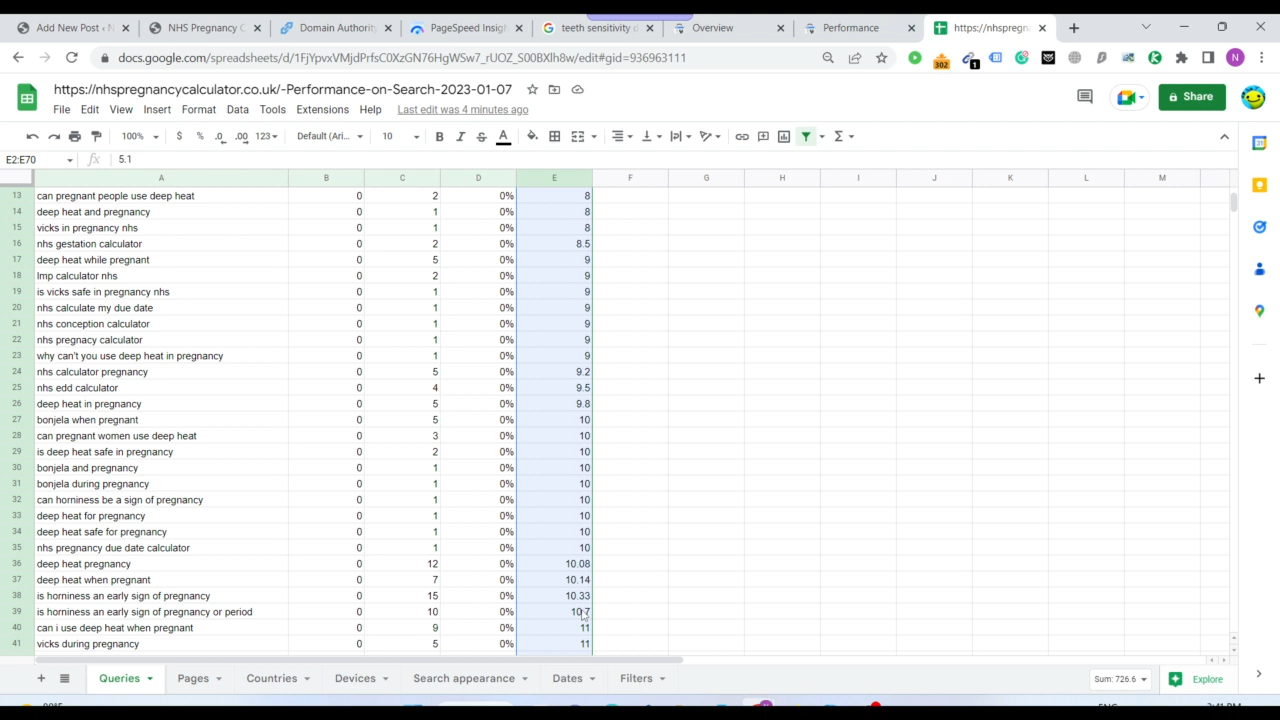 Add New Post ‹ N
NHS Pregnancy C
Domain Authority
PageSpeed Insig
teeth sensitivity d
Overview
Performance
https://nhspregna
docs.google.com/spreadsheets/d/1FjYpvxVMjdPrfsC0XzGN76HgWSw7_rUOZ_S00BXlh8w/edit#gid=936963111
302
1
N
https://nhspregnancycalculator.co.uk/-Performance-on-Search-2023-01-07
File Edit View Insert Format Data Tools Extensions Help Last edit was 4 minutes ago
Share
100% $ % .0 .00 123 Default (Ari... 10 B I S A
E2:E70 fx 5.1
A B C D E F G H I J K L M
13 can pregnant people use deep heat 0 2 0% 8
14 deep heat and pregnancy 0 1 0% 8
15 vicks in pregnancy nhs 0 1 0% 8
16 nhs gestation calculator 0 2 0% 8.5
17 deep heat while pregnant 0 5 0% 9
18 lmp calculator nhs 0 2 0% 9
19 is vicks safe in pregnancy nhs 0 1 0% 9
20 nhs calculate my due date 0 1 0% 9
21 nhs conception calculator 0 1 0% 9
22 nhs pregnacy calculator 0 1 0% 9
23 why can't you use deep heat in pregnancy 0 1 0% 9
24 nhs calculator pregnancy 0 5 0% 9.2
25 nhs edd calculator 0 4 0% 9.5
26 deep heat in pregnancy 0 5 0% 9.8
27 bonjela when pregnant 0 5 0% 10
28 can pregnant women use deep heat 0 3 0% 10
29 is deep heat safe in pregnancy 0 2 0% 10
30 bonjela and pregnancy 0 1 0% 10
31 bonjela during pregnancy 0 1 0% 10
32 can horniness be a sign of pregnancy 0 1 0% 10
33 deep heat for pregnancy 0 1 0% 10
34 deep heat safe for pregnancy 0 1 0% 10
35 nhs pregnancy due date calculator 0 1 0% 10
36 deep heat pregnancy 0 12 0% 10.08
37 deep heat when pregnant 0 7 0% 10.14
38 is horniness an early sign of pregnancy 0 15 0% 10.33
39 is horniness an early sign of pregnancy or period 0 10 0% 10.7
40 can i use deep heat when pregnant 0 9 0% 11
41 vicks during pregnancy 0 5 0% 11
Queries Pages Countries Devices Search appearance Dates Filters Sum: 726.6 Explore